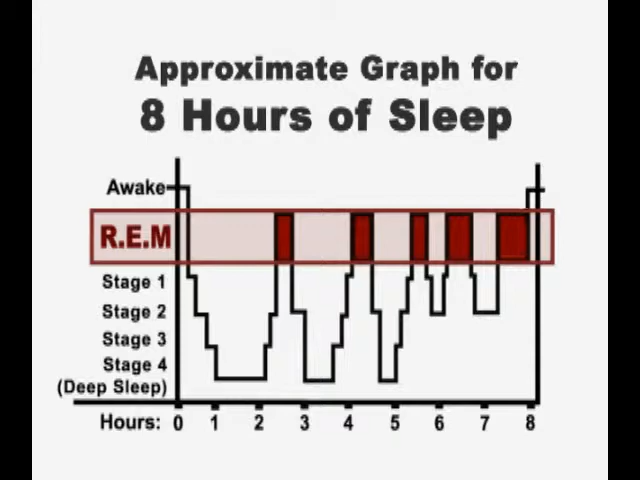 Approximate Graph for
8 Hours of Sleep
Awake
R.E.M
Stage 1
Stage 2
Stage 3
Stage 4
(Deep Sleep)
Hours: 0 1 2 3 4 5 6 7 8